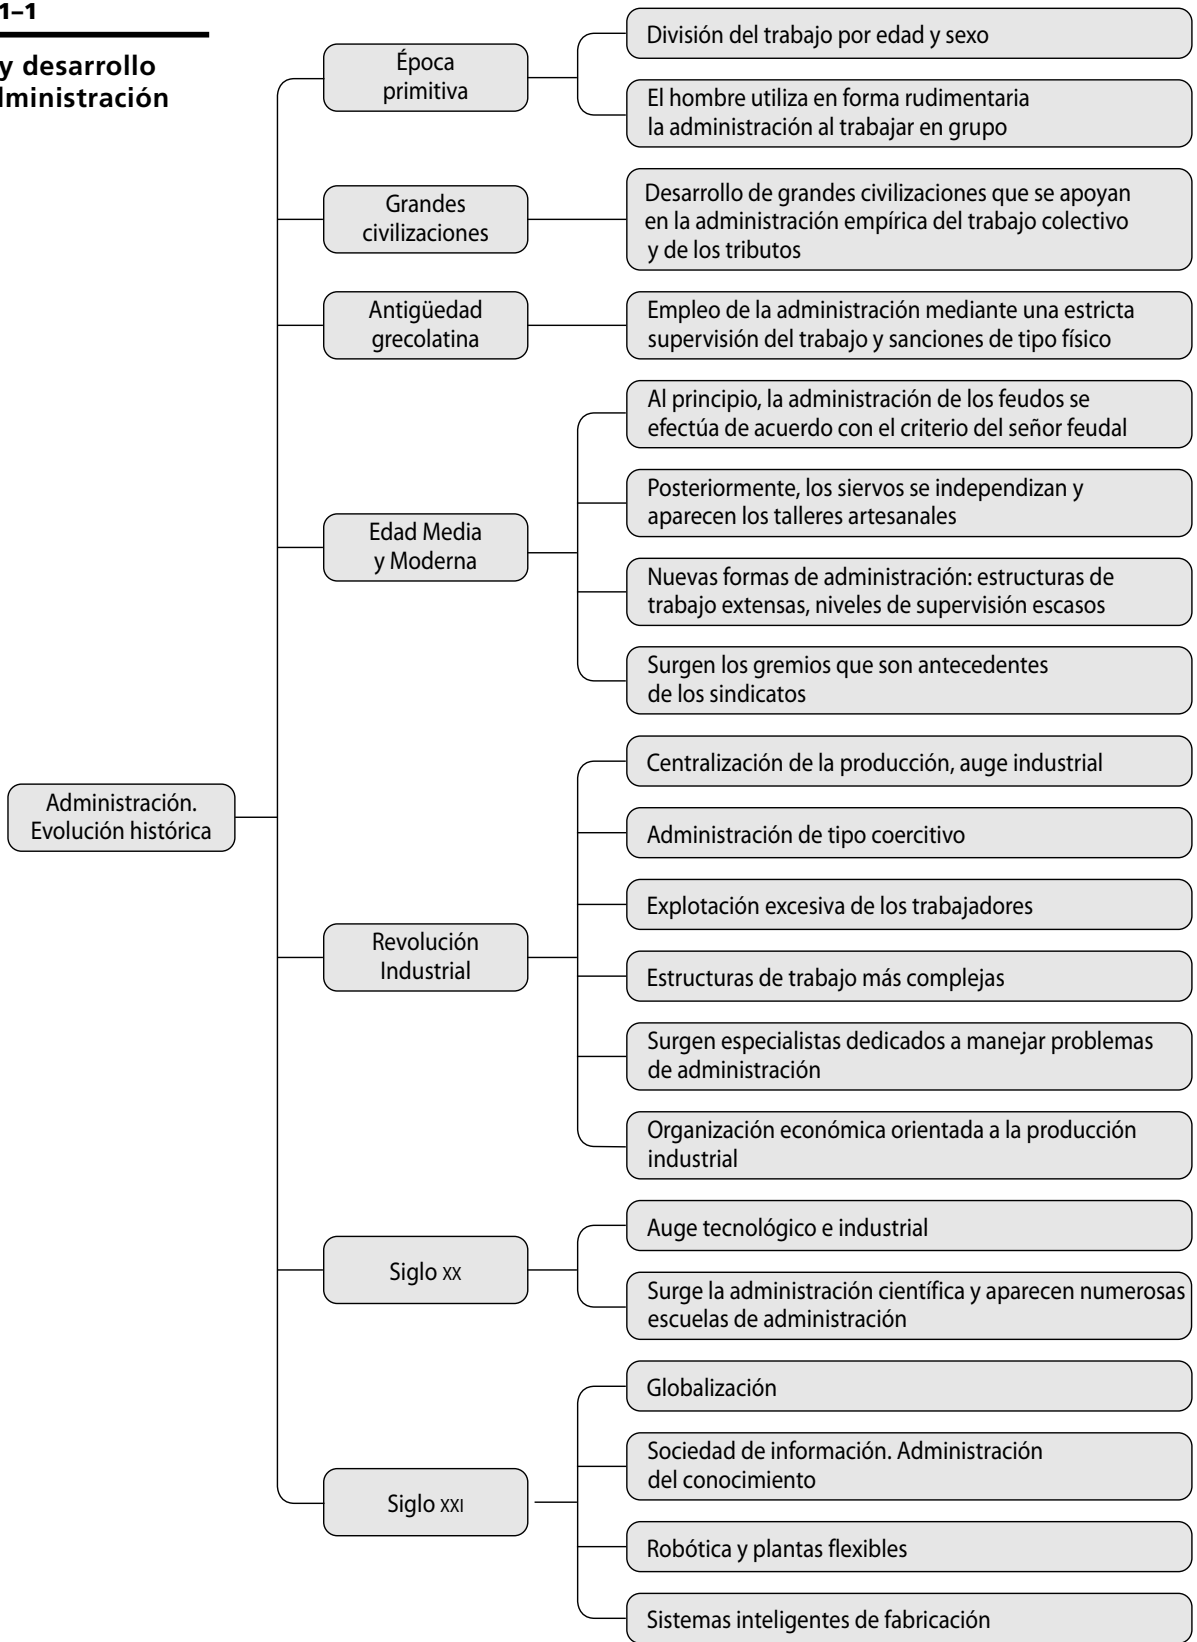 1–1
y desarrollo
dministración
Época
primitiva
División del trabajo por edad y sexo
El hombre utiliza en forma rudimentaria
la administración al trabajar en grupo
Grandes
civilizaciones
Desarrollo de grandes civilizaciones que se apoyan
en la administración empírica del trabajo colectivo
y de los tributos
Antigüedad
grecolatina
Empleo de la administración mediante una estricta
supervisión del trabajo y sanciones de tipo físico
Edad Media
y Moderna
Al principio, la administración de los feudos se
efectúa de acuerdo con el criterio del señor feudal
Posteriormente, los siervos se independizan y
aparecen los talleres artesanales
Nuevas formas de administración: estructuras de
trabajo extensas, niveles de supervisión escasos
Surgen los gremios que son antecedentes
de los sindicatos
Administración.
Evolución histórica
Revolución
Industrial
Centralización de la producción, auge industrial
Administración de tipo coercitivo
Explotación excesiva de los trabajadores
Estructuras de trabajo más complejas
Surgen especialistas dedicados a manejar problemas
de administración
Organización económica orientada a la producción
industrial
Siglo XX
Auge tecnológico e industrial
Surge la administración científica y aparecen numerosas
escuelas de administración
Siglo XXI
Globalización
Sociedad de información. Administración
del conocimiento
Robótica y plantas flexibles
Sistemas inteligentes de fabricación